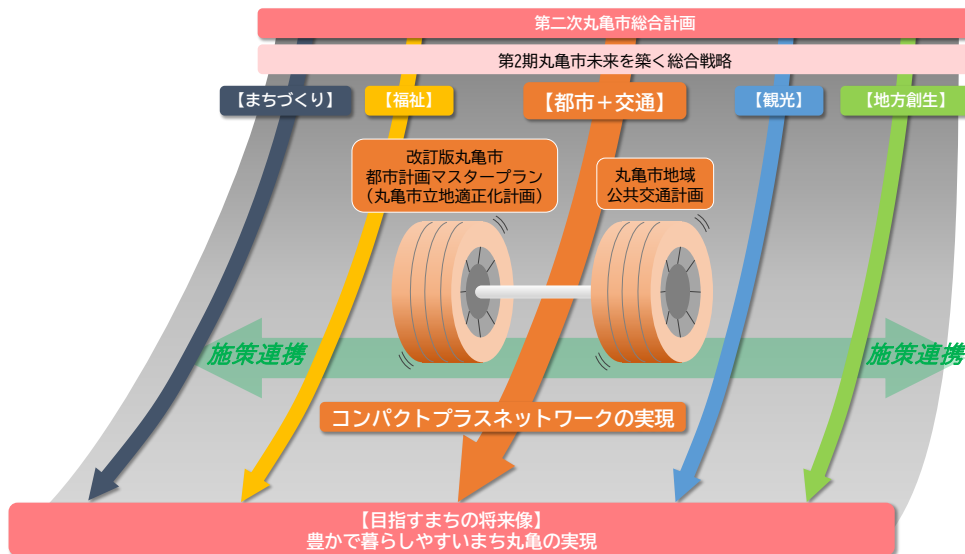 第二次丸亀市総合計画
第2期丸亀市未来を築く総合戦略
【まちづくり】
【福祉】
【都市＋交通】
【観光】
【地方創生】
改訂版丸亀市
都市計画マスタープラン
（丸亀市立地適正化計画）
丸亀市地域
公共交通計画
施策連携
施策連携
コンパクトプラスネットワークの実現
【目指すまちの将来像】
豊かで暮らしやすいまち丸亀の実現